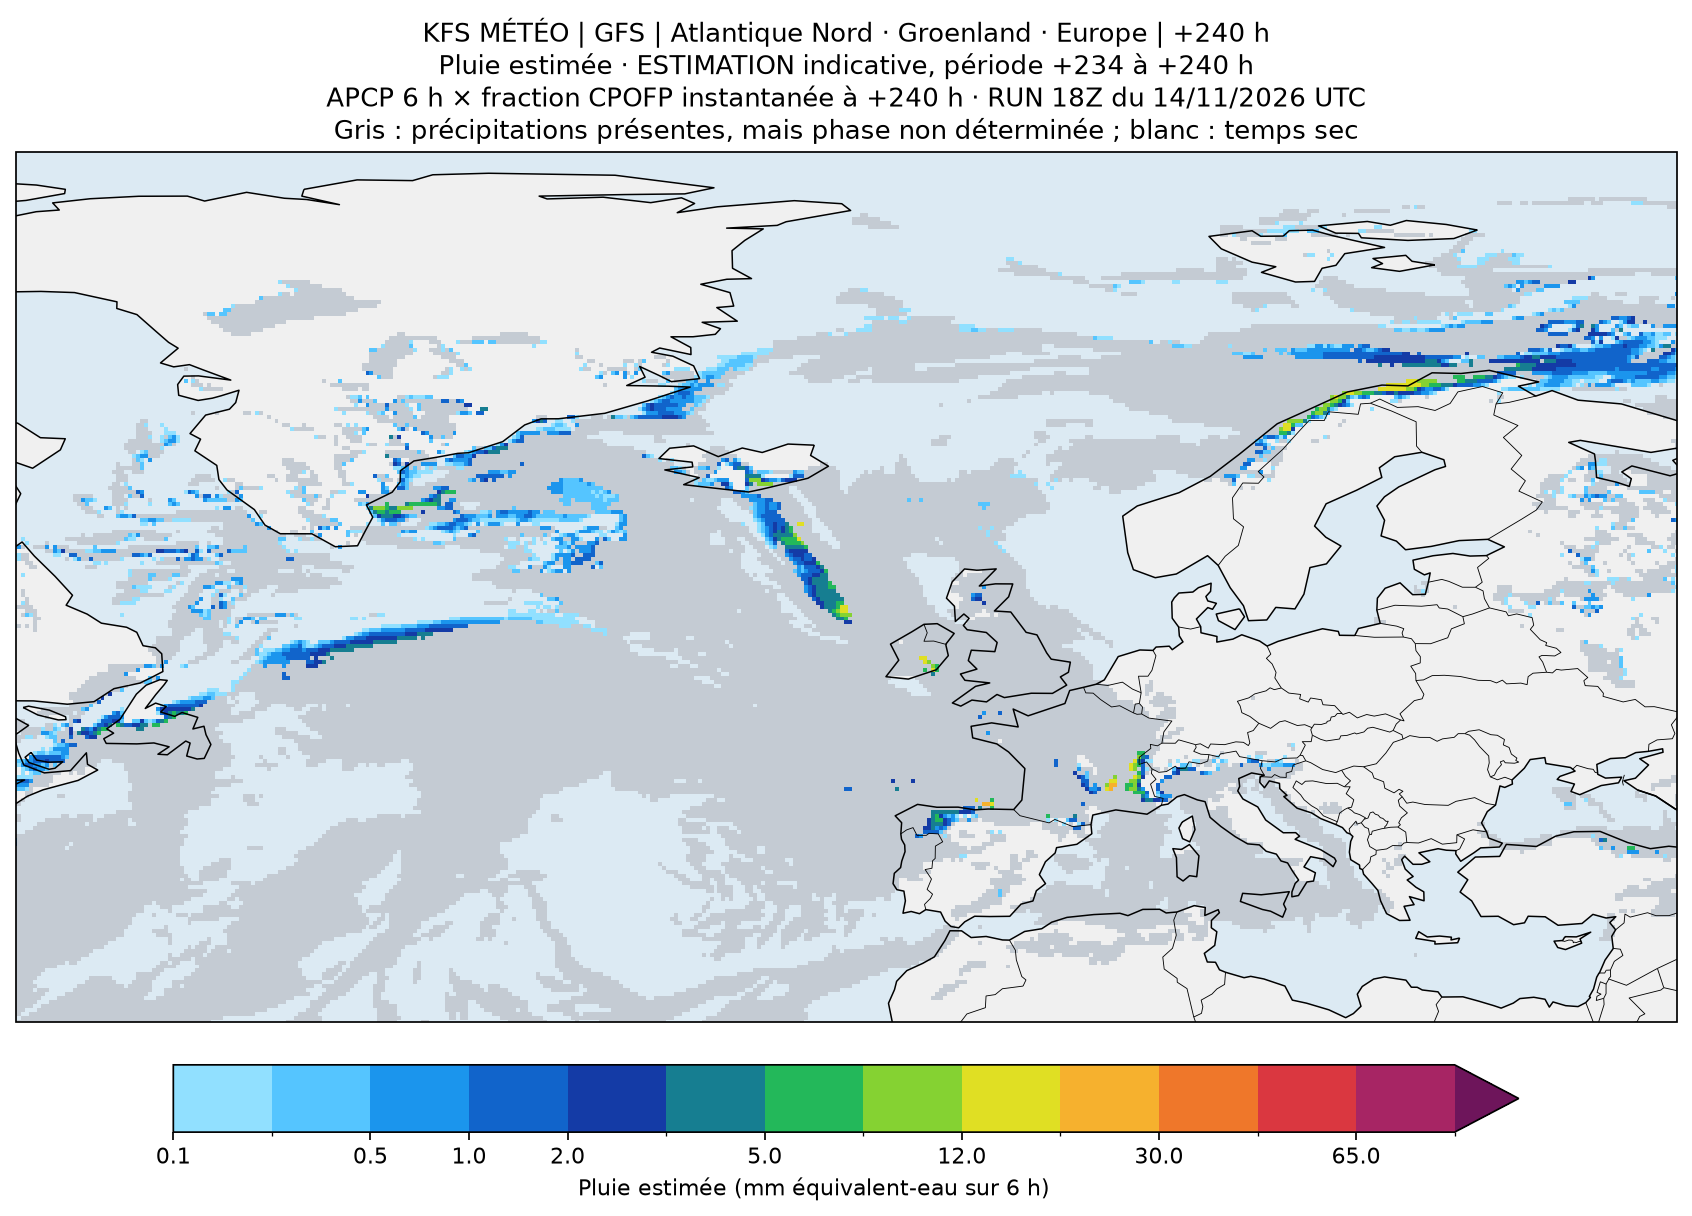 KFS MÉTÉO | GFS | Atlantique Nord · Groenland · Europe | +240 h
Pluie estimée · ESTIMATION indicative, période +234 à +240 h
APCP 6 h × fraction CPOFP instantanée à +240 h · RUN 18Z du 14/11/2026 UTC
Gris : précipitations présentes, mais phase non déterminée ; blanc : temps sec
0.1 0.5 1.0 2.0 5.0 12.0 30.0 65.0
Pluie estimée (mm équivalent-eau sur 6 h)